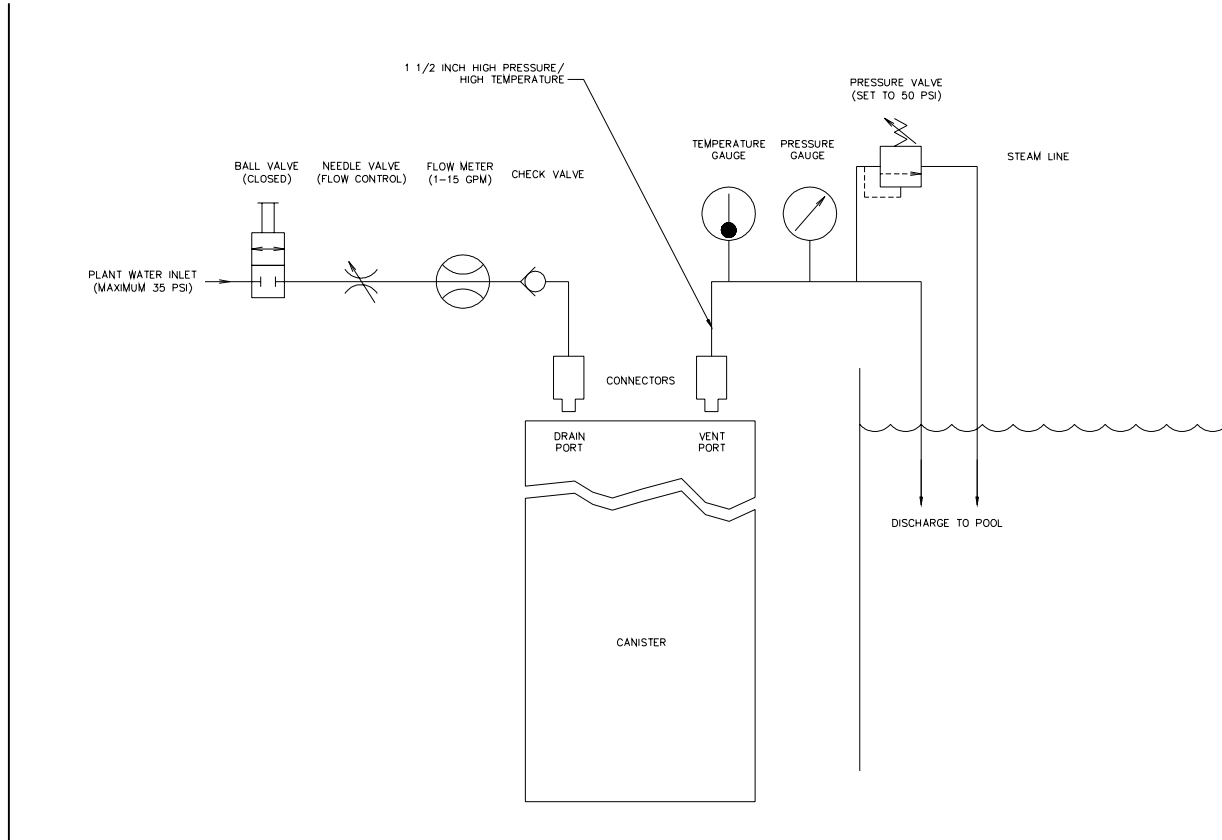 1 1/2 INCH HIGH PRESSURE/
HIGH TEMPERATURE
PRESSURE VALVE
(SET TO 50 PSI)
TEMPERATURE
GAUGE
PRESSURE
GAUGE
STEAM LINE
BALL VALVE
(CLOSED)
NEEDLE VALVE
(FLOW CONTROL)
FLOW METER
(1-15 GPM)
CHECK VALVE
PLANT WATER INLET
(MAXIMUM 35 PSI)
CONNECTORS
DRAIN
PORT
VENT
PORT
DISCHARGE TO POOL
CANISTER